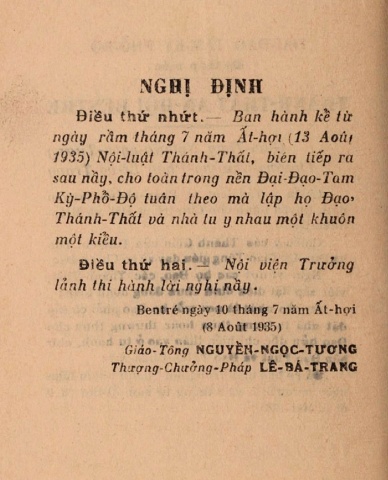 NGHỊ ĐỊNH
Điều thứ nhứt.— Ban hành kể từ
ngày rằm tháng 7 năm Ất-hợi (13 Août
1935) Nội-luật Thánh-Thất, biên tiếp ra
sau nầy, cho toàn trong nền Đại-Đạo-Tam
Kỳ-Phổ-Độ tuân theo mà lập họ Đạo,
Thánh-Thất và nhà tu y nhau một khuôn
một kiểu.
Điều thứ hai.— Nội viện Trưởng
lảnh thi hành lời nghị nầy.
Bentré ngày 10 tháng 7 năm Ất-hợi
(8 Août 1935)
Giáo-Tông NGUYỄN-NGỌC-TƯƠNG
Thượng-Chưởng-Pháp LÊ-BÁ-TRANG